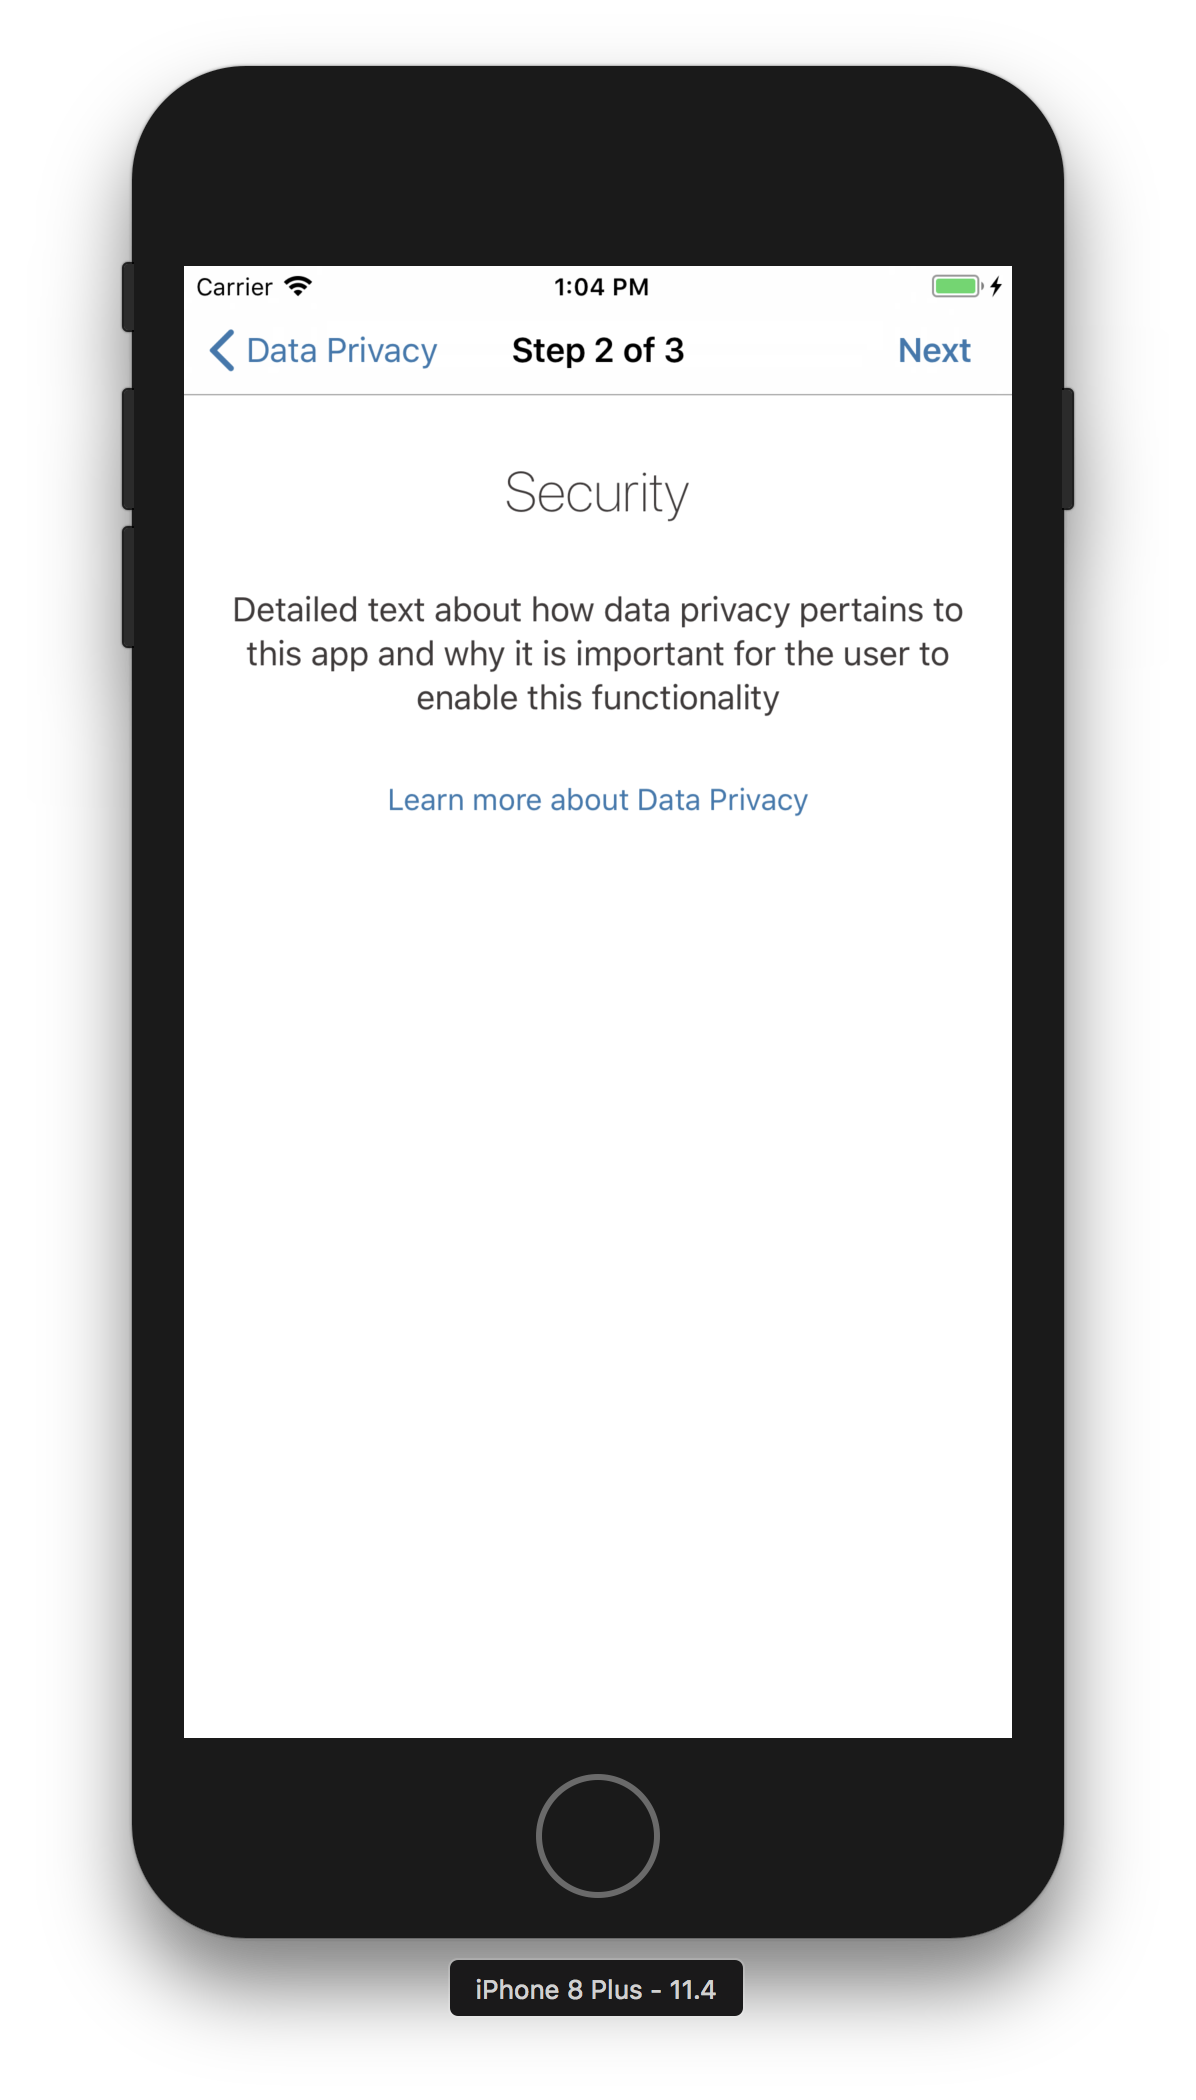 Carrier
1:04 PM
Data Privacy
Step 2 of 3
Next
Security
Detailed text about how data privacy pertains to
this app and why it is important for the user to
enable this functionality
Learn more about Data Privacy
iPhone 8 Plus - 11.4